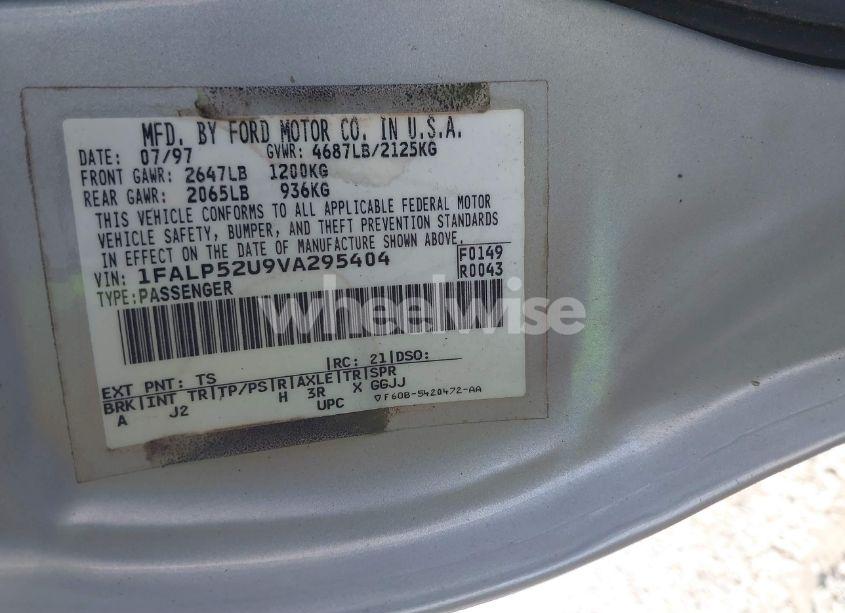 MFD. BY FORD MOTOR CO. IN U.S.A.
DATE: 07/97 GVWR: 4687LB/2125KG
FRONT GAWR: 2647LB 1200KG
REAR GAWR: 2065LB 936KG
THIS VEHICLE CONFORMS TO ALL APPLICABLE FEDERAL MOTOR
VEHICLE SAFETY, BUMPER, AND THEFT PREVENTION STANDARDS
IN EFFECT ON THE DATE OF MANUFACTURE SHOWN ABOVE.
VIN: 1FALP52U9VA295404 F0149
TYPE: PASSENGER R0043
wheelwise
EXT PNT: TS RC: 21 DSO:
BRK INT TR TP/PS R AXLE TR SPR
A J2 H 3R X GGJJ
UPC ▽F60B-5420472-AA